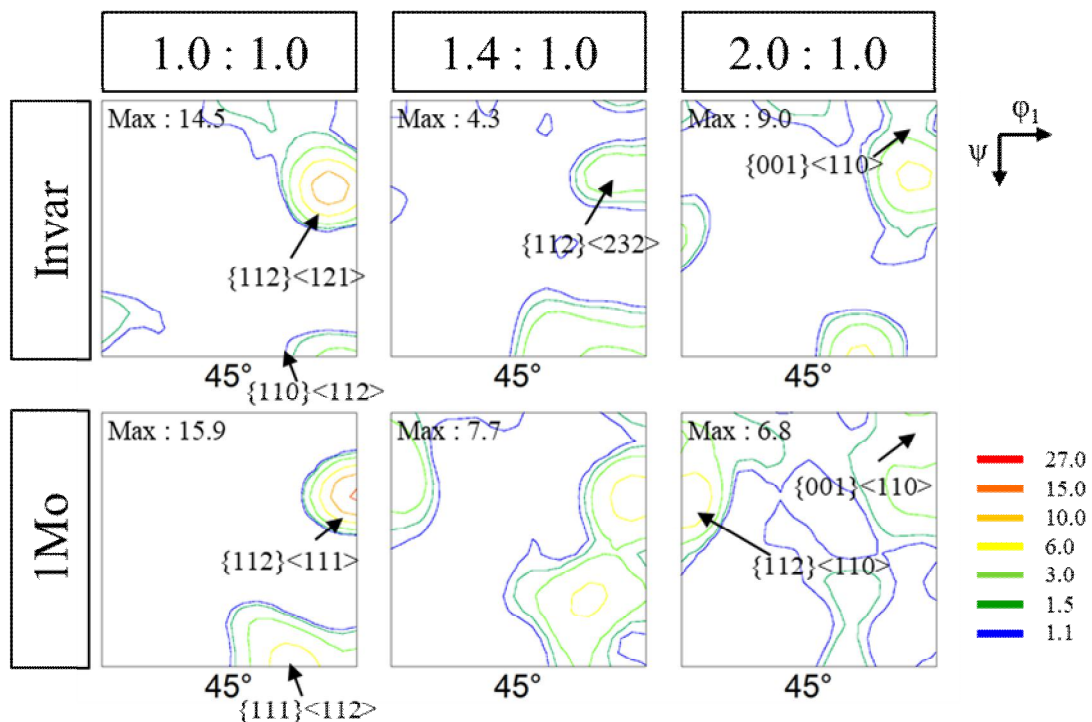 1.0 : 1.0
1.4 : 1.0
2.0 : 1.0
Invar
Max : 14.5
{112}<121>
45°
{110}<112>
Max : 4.3
{112}<232>
45°
Max : 9.0
{001}<110>
45°
φ1
ψ
1Mo
Max : 15.9
{112}<111>
45°
{111}<112>
Max : 7.7
45°
Max : 6.8
{001}<110>
{112}<110>
45°
27.0
15.0
10.0
6.0
3.0
1.5
1.1